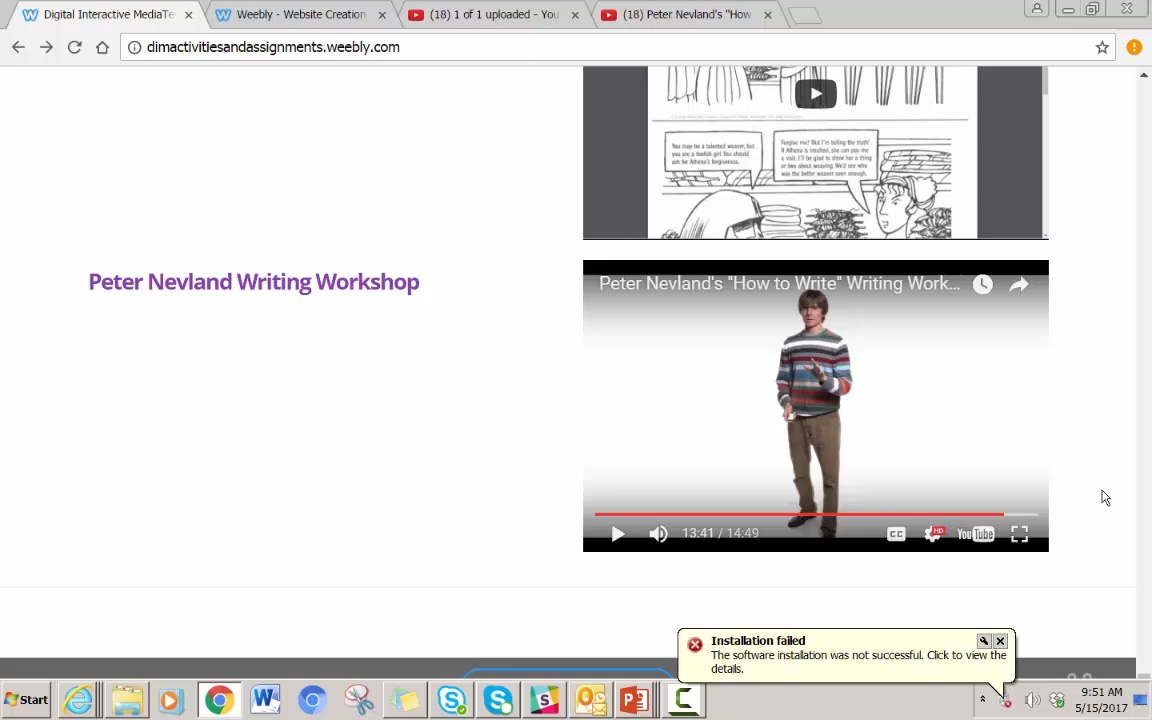 Digital Interactive MediaTe
Weebly - Website Creation
(18) 1 of 1 uploaded - You
(18) Peter Nevland's "How
dimactivitiesandassignments.weebly.com
You may be a talented weaver, but
you are a foolish girl. You should
ask for Athena's forgiveness.
Forgive me? But I'm telling the truth!
If Athena is insulted, she can pay me
a visit. I'll be glad to show her a thing
or two about weaving. We'll see who
was the better weaver soon enough.
Peter Nevland Writing Workshop
Peter Nevland's "How to Write" Writing Work...
13:41 / 14:49
CC
HD
YouTube
Installation failed
The software installation was not successful. Click to view the
details.
Start
9:51 AM
5/15/2017